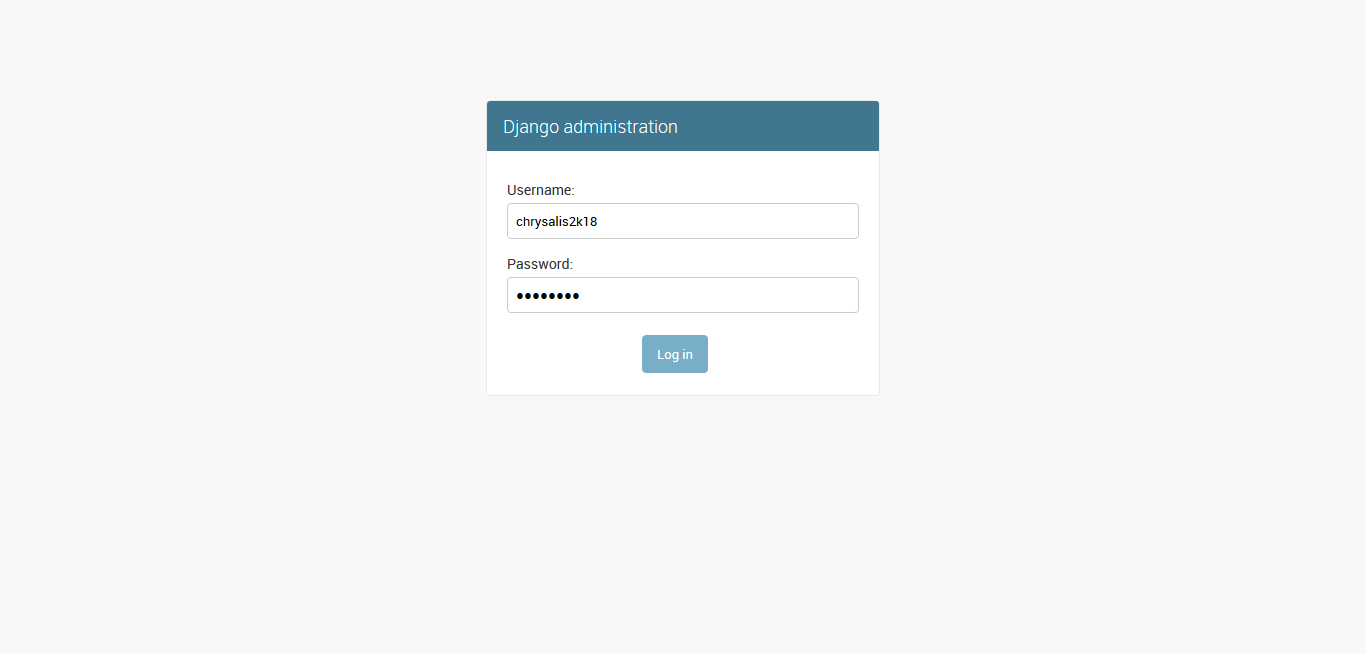 Django administration
Username:
chrysalis2k18
Password:
••••••••
Log in